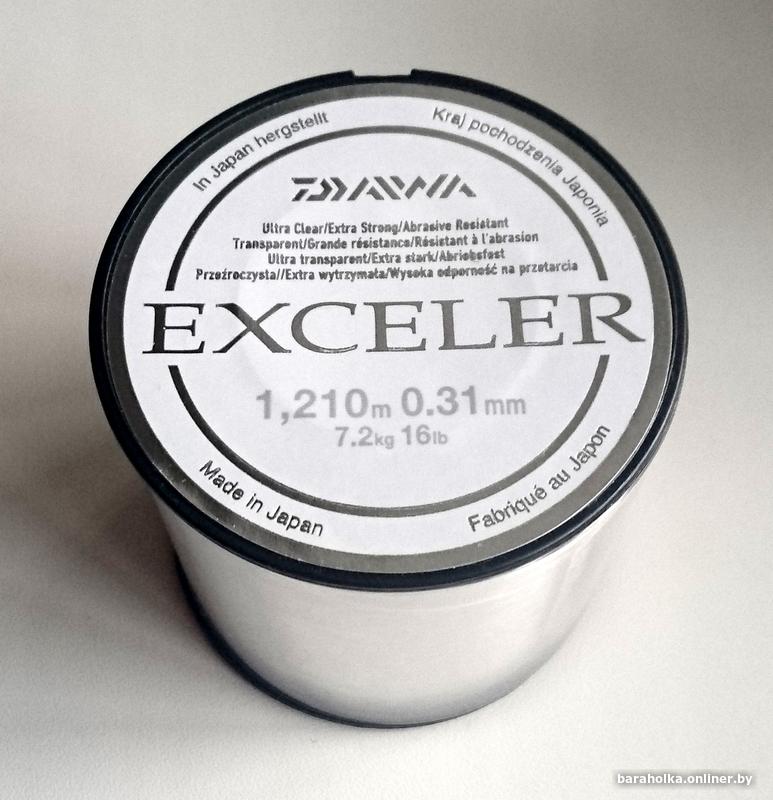 In Japan hergstellt
Kraj pochodzenia Japonia
DAIWA
Ultra Clear/Extra Strong/Abrasive Resistant
Transparent/Grande résistance/Résistant à l'abrasion
Ultra transparent/Extra stark/Abriebsfest
Przeźroczysta//Extra wytrzymała/Wysoka odporność na przetarcia
EXCELER
1,210m 0.31mm
7.2kg 16lb
Made in Japan
Fabriqué au Japon
baraholka.onliner.by